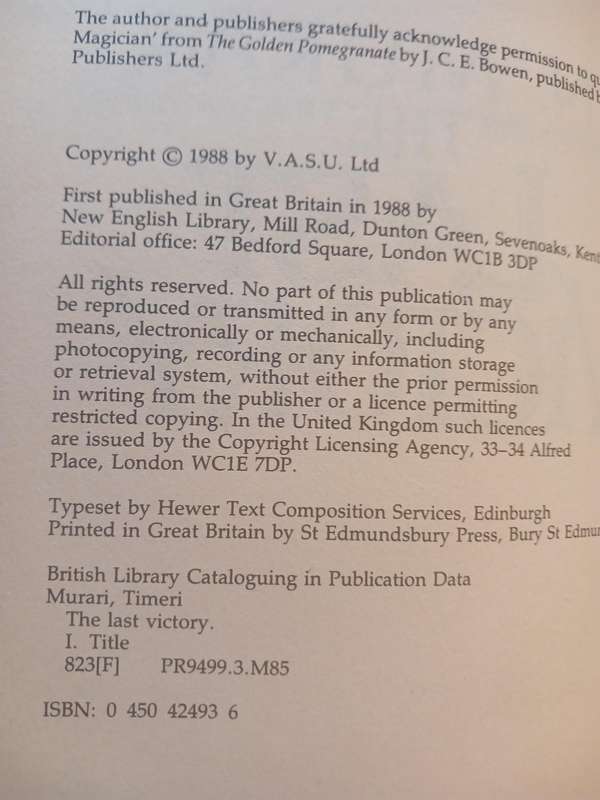 The author and publishers gratefully acknowledge permission to
Magician' from The Golden Pomegranate by J. C. E. Bowen, published
Publishers Ltd.
Copyright © 1988 by V.A.S.U. Ltd
First published in Great Britain in 1988 by
New English Library, Mill Road, Dunton Green, Sevenoaks, Kent
Editorial office: 47 Bedford Square, London WC1B 3DP
All rights reserved. No part of this publication may
be reproduced or transmitted in any form or by any
means, electronically or mechanically, including
photocopying, recording or any information storage
or retrieval system, without either the prior permission
in writing from the publisher or a licence permitting
restricted copying. In the United Kingdom such licences
are issued by the Copyright Licensing Agency, 33–34 Alfred
Place, London WC1E 7DP.
Typeset by Hewer Text Composition Services, Edinburgh
Printed in Great Britain by St Edmundsbury Press, Bury St
British Library Cataloguing in Publication Data
Murari, Timeri
The last victory.
I. Title
823[F] PR9499.3.M85
ISBN: 0 450 42493 6